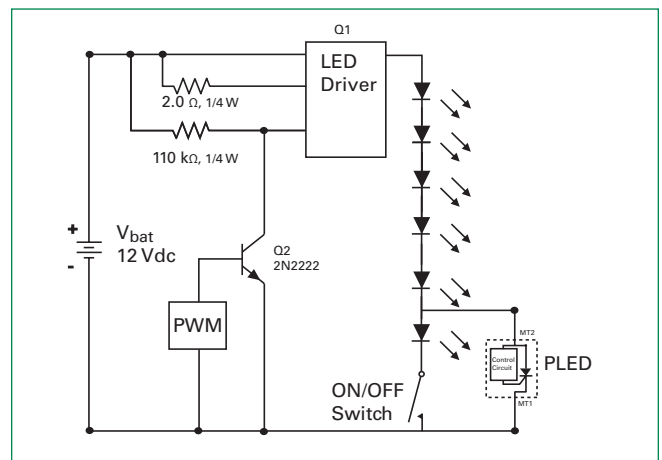 Q1
LED
Driver
2.0 Ω, 1/4 W
110 kΩ, 1/4 W
+
Vbat
12 Vdc
-
Q2
2N2222
PWM
MT2
Control
Circuit
PLED
MT1
ON/OFF
Switch